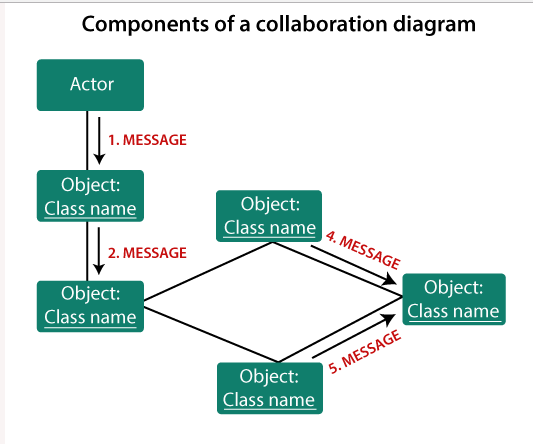 Components of a collaboration diagram
Actor
1. MESSAGE
Object:
Class name
2. MESSAGE
Object:
Class name
Object:
Class name
4. MESSAGE
Object:
Class name
5. MESSAGE
Object:
Class name